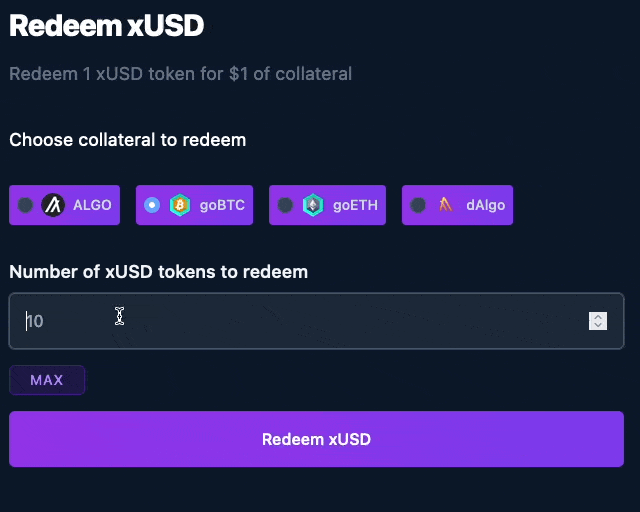 Redeem xUSD
Redeem 1 xUSD token for $1 of collateral
Choose collateral to redeem
ALGO goBTC goETH dAlgo
Number of xUSD tokens to redeem
10
MAX
Redeem xUSD